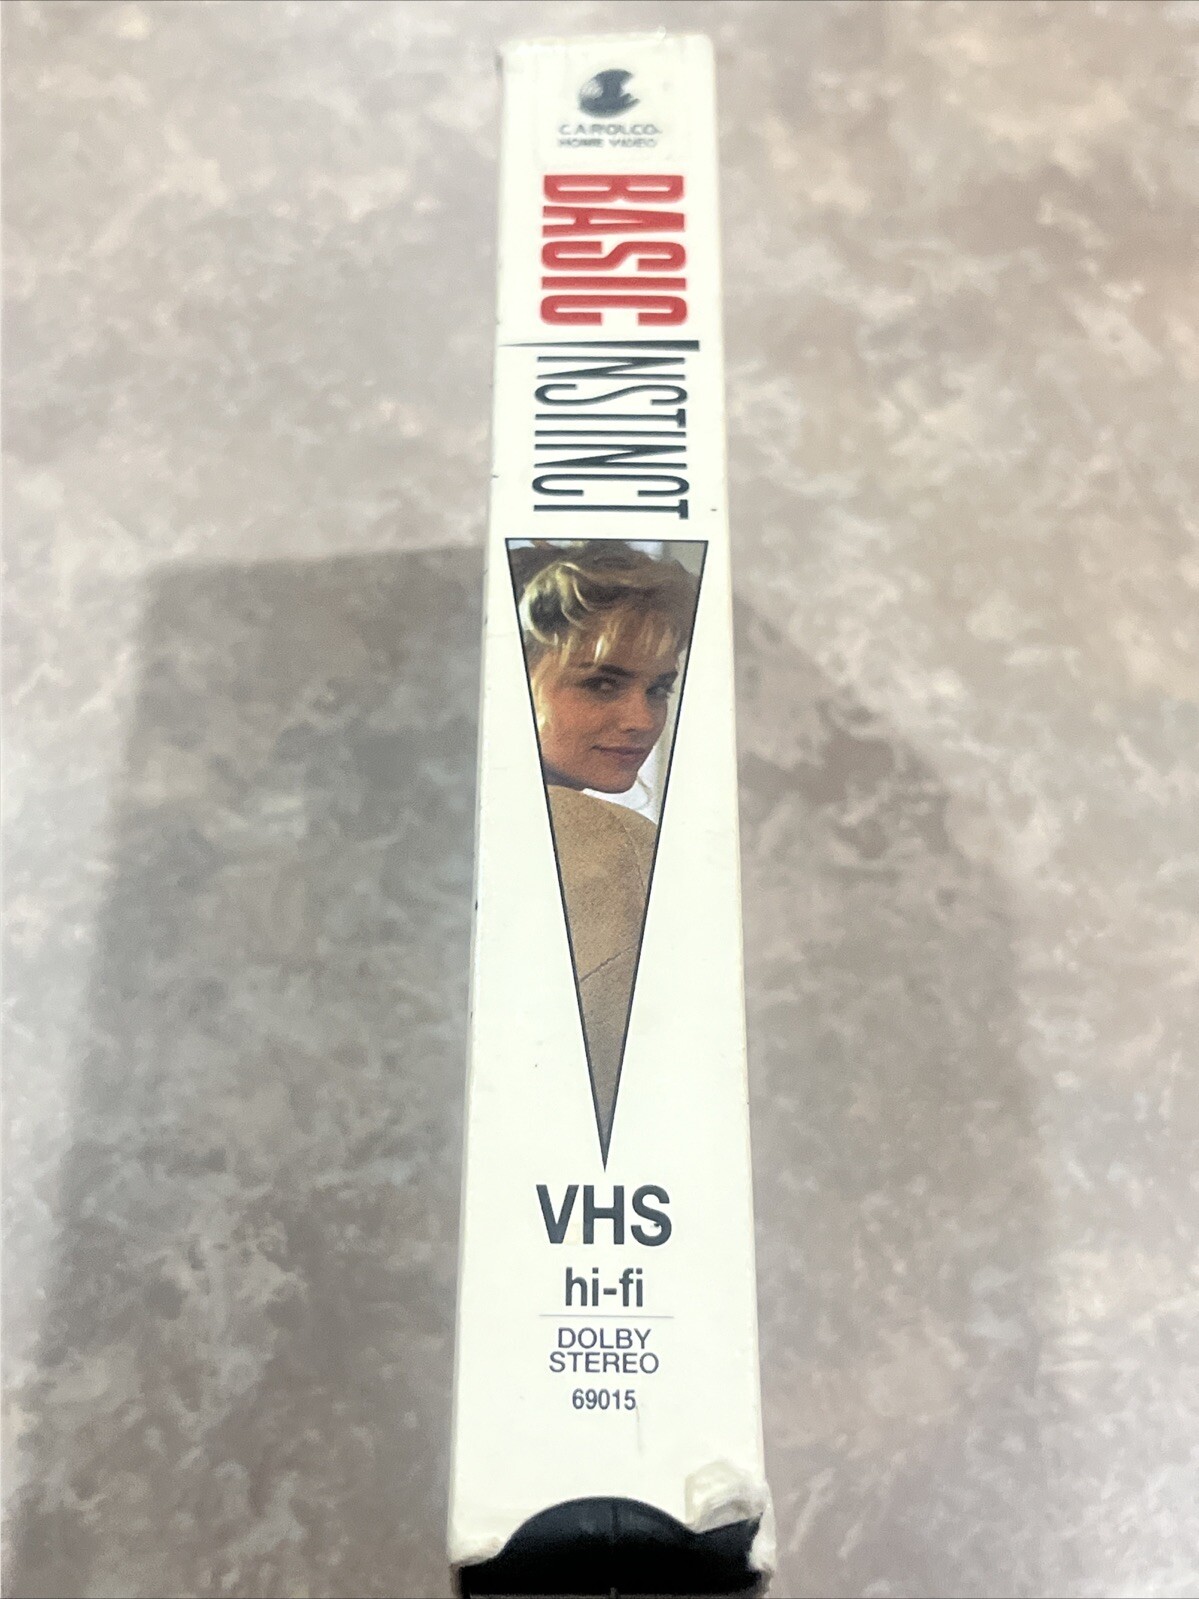 CAROLCO
HOME VIDEO
BASIC INSTINCT
VHS
hi-fi
DOLBY
STEREO
69015